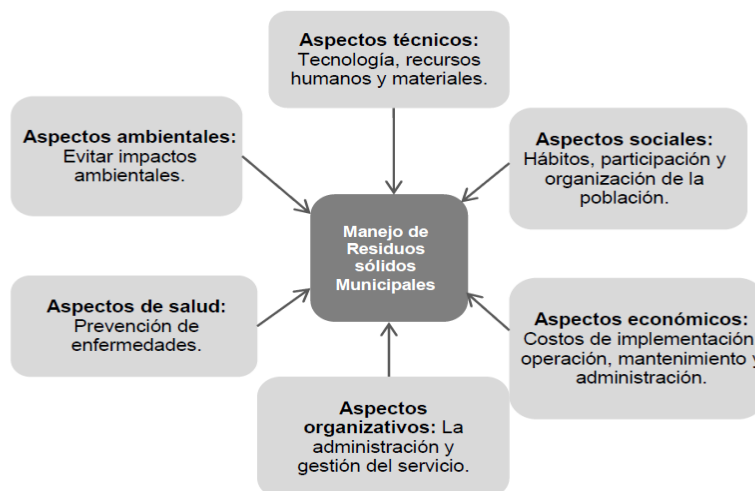 Aspectos técnicos:
Tecnología, recursos
humanos y materiales.
Aspectos ambientales:
Evitar impactos
ambientales.
Aspectos sociales:
Hábitos, participación y
organización de la
población.
Manejo de
Residuos
sólidos
Municipales
Aspectos de salud:
Prevención de
enfermedades.
Aspectos económicos:
Costos de implementación
operación, mantenimiento y
administración.
Aspectos
organizativos: La
administración y
gestión del servicio.